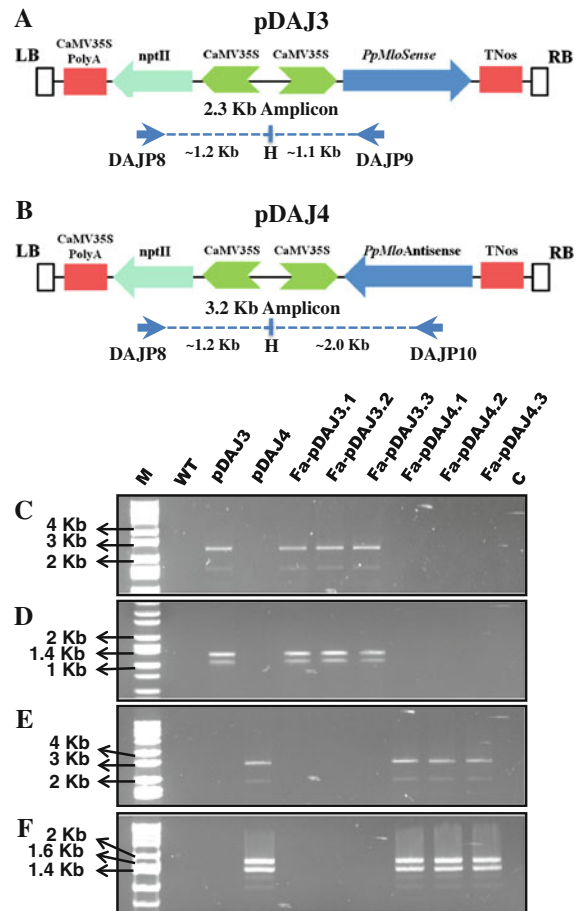 A
pDAJ3
LB
CaMV35S
PolyA
nptII
CaMV35S
CaMV35S
PpMloSense
TNos
RB
2.3 Kb Amplicon
DAJP8
~1.2 Kb
H
~1.1 Kb
DAJP9
B
pDAJ4
LB
CaMV35S
PolyA
nptII
CaMV35S
CaMV35S
PpMloAntisense
TNos
RB
3.2 Kb Amplicon
DAJP8
~1.2 Kb
H
~2.0 Kb
DAJP10
M
WT
pDAJ3
pDAJ4
Fa-pDAJ3.1
Fa-pDAJ3.2
Fa-pDAJ3.3
Fa-pDAJ4.1
Fa-pDAJ4.2
Fa-pDAJ4.3
C
C
4 Kb
3 Kb
2 Kb
D
2 Kb
1.4 Kb
1 Kb
E
4 Kb
3 Kb
2 Kb
F
2 Kb
1.6 Kb
1.4 Kb